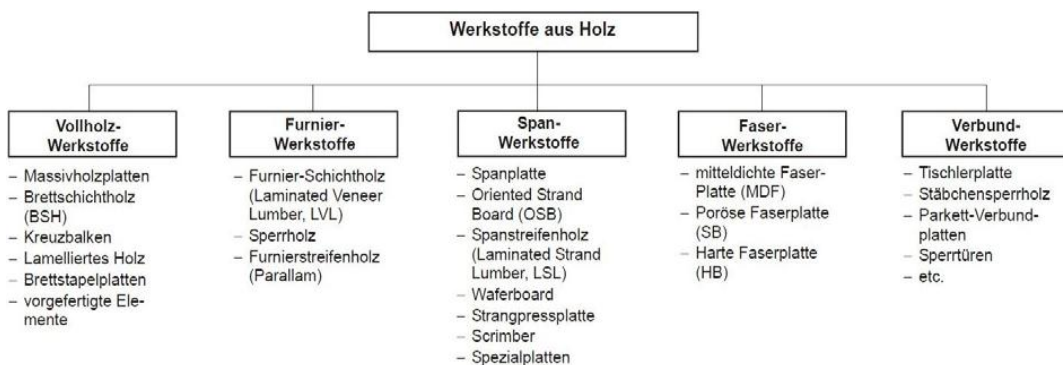 Werkstoffe aus Holz
Vollholz-
Werkstoffe
– Massivholzplatten
– Brettschichtholz
(BSH)
– Kreuzbalken
– Lamelliertes Holz
– Brettstapelplatten
– vorgefertigte Ele-
mente
Furnier-
Werkstoffe
– Furnier-Schichtholz
(Laminated Veneer
Lumber, LVL)
– Sperrholz
– Furnierstreifenholz
(Parallam)
Span-
Werkstoffe
– Spanplatte
– Oriented Strand
Board (OSB)
– Spanstreifenholz
(Laminated Strand
Lumber, LSL)
– Waferboard
– Strangpressplatte
– Scrimber
– Spezialplatten
Faser-
Werkstoffe
– mitteldichte Faser-
Platte (MDF)
– Poröse Faserplatte
(SB)
– Harte Faserplatte
(HB)
Verbund-
Werkstoffe
– Tischlerplatte
– Stäbchensperrholz
– Parkett-Verbund-
platten
– Sperrtüren
– etc.